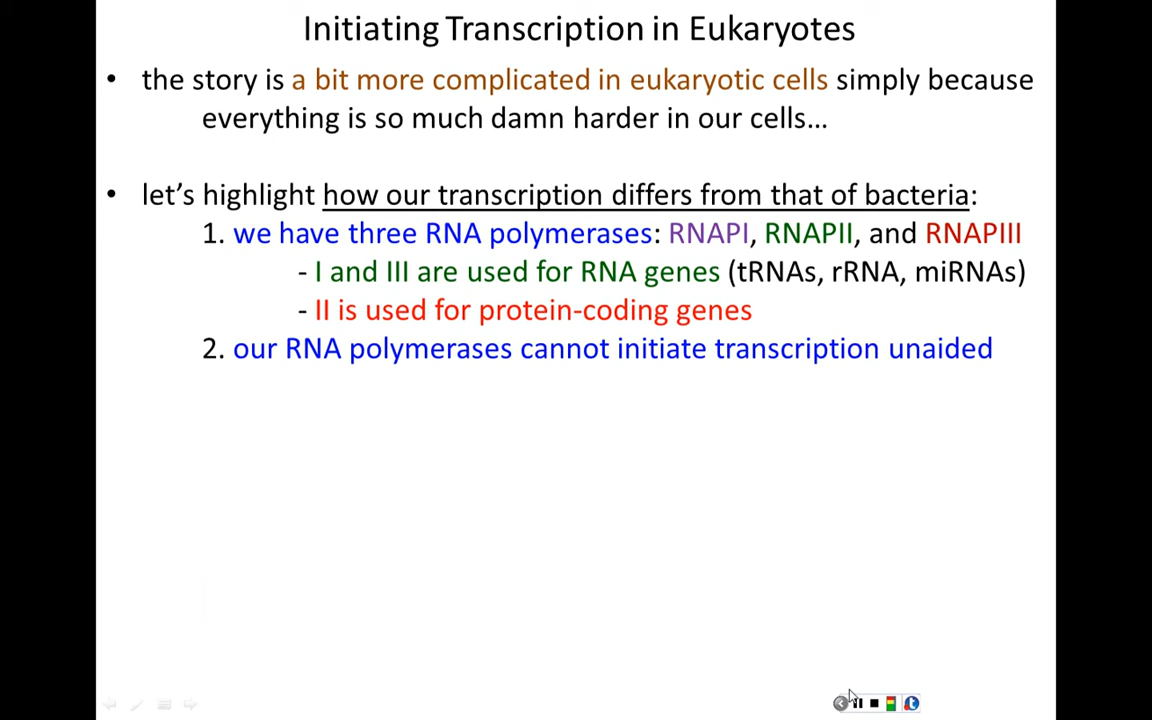 Initiating Transcription in Eukaryotes
• the story is a bit more complicated in eukaryotic cells simply because
everything is so much damn harder in our cells…
• let’s highlight how our transcription differs from that of bacteria:
1. we have three RNA polymerases: RNAPI, RNAPII, and RNAPIII
- I and III are used for RNA genes (tRNAs, rRNA, miRNAs)
- II is used for protein-coding genes
2. our RNA polymerases cannot initiate transcription unaided